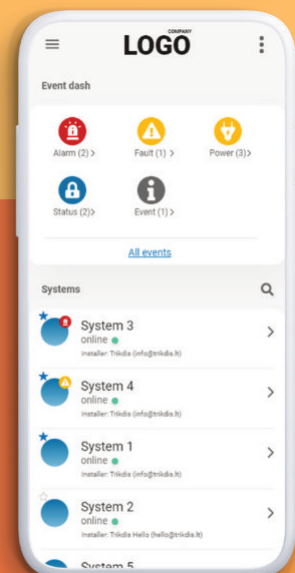 COMPANY
LOGO
Event dash
Alarm (2) >
Fault (1) >
Power (3)>
Status (2)>
Event (1) >
All events
Systems
System 3
online
Installer: Trikdis (info@trikdis.lt)
System 4
online
Installer: Trikdis (info@trikdis.lt)
System 1
online
Installer: Trikdis (info@trikdis.lt)
System 2
online
Installer: Trikdis Hello (hello@trikdis.lt)
System 5